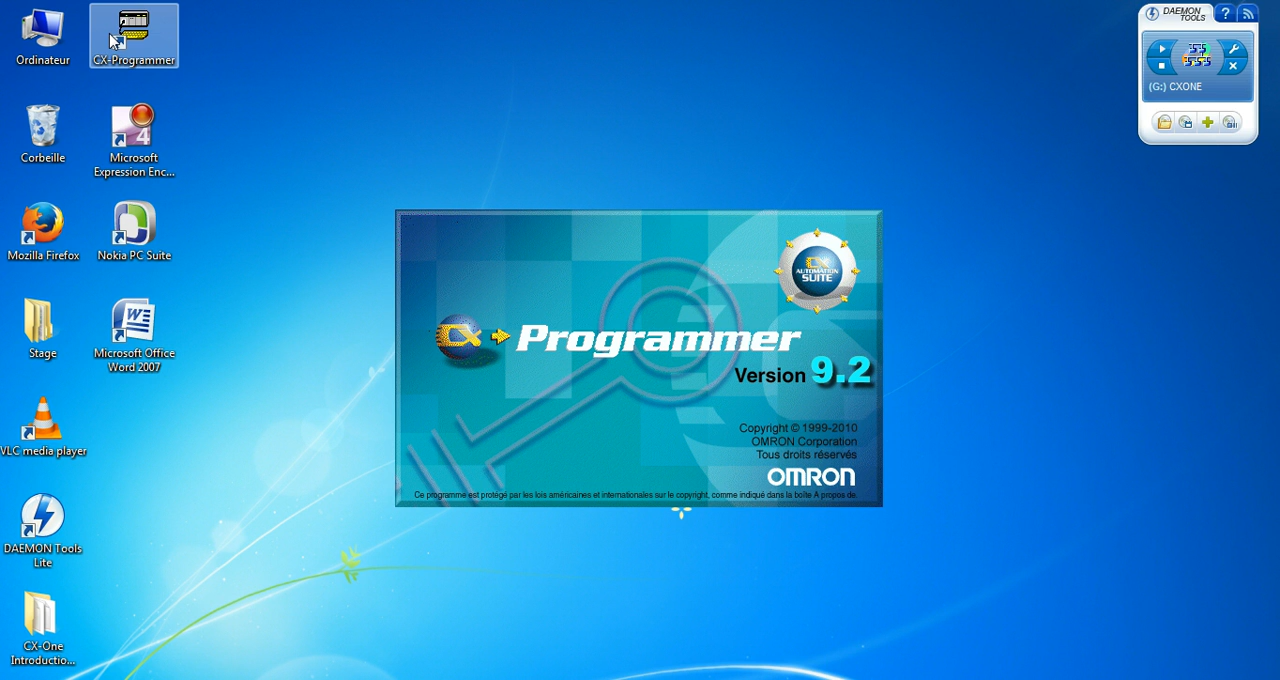 Ordinateur
CX-Programmer
Corbeille
4
Microsoft
Expression Enc...
Mozilla Firefox
Nokia PC Suite
Stage
W
Microsoft Office
Word 2007
VLC media player
DAEMON Tools
Lite
CX-One
Introductio...
CX
AUTOMATION
SUITE
CX
Programmer
Version 9.2
Copyright © 1999-2010
OMRON Corporation
Tous droits réservés
OMRON
Ce programme est protégé par les lois américaines et internationales sur le copyright, comme indiqué dans la boîte A propos de.
DAEMON
TOOLS
?
(G:) CXONE